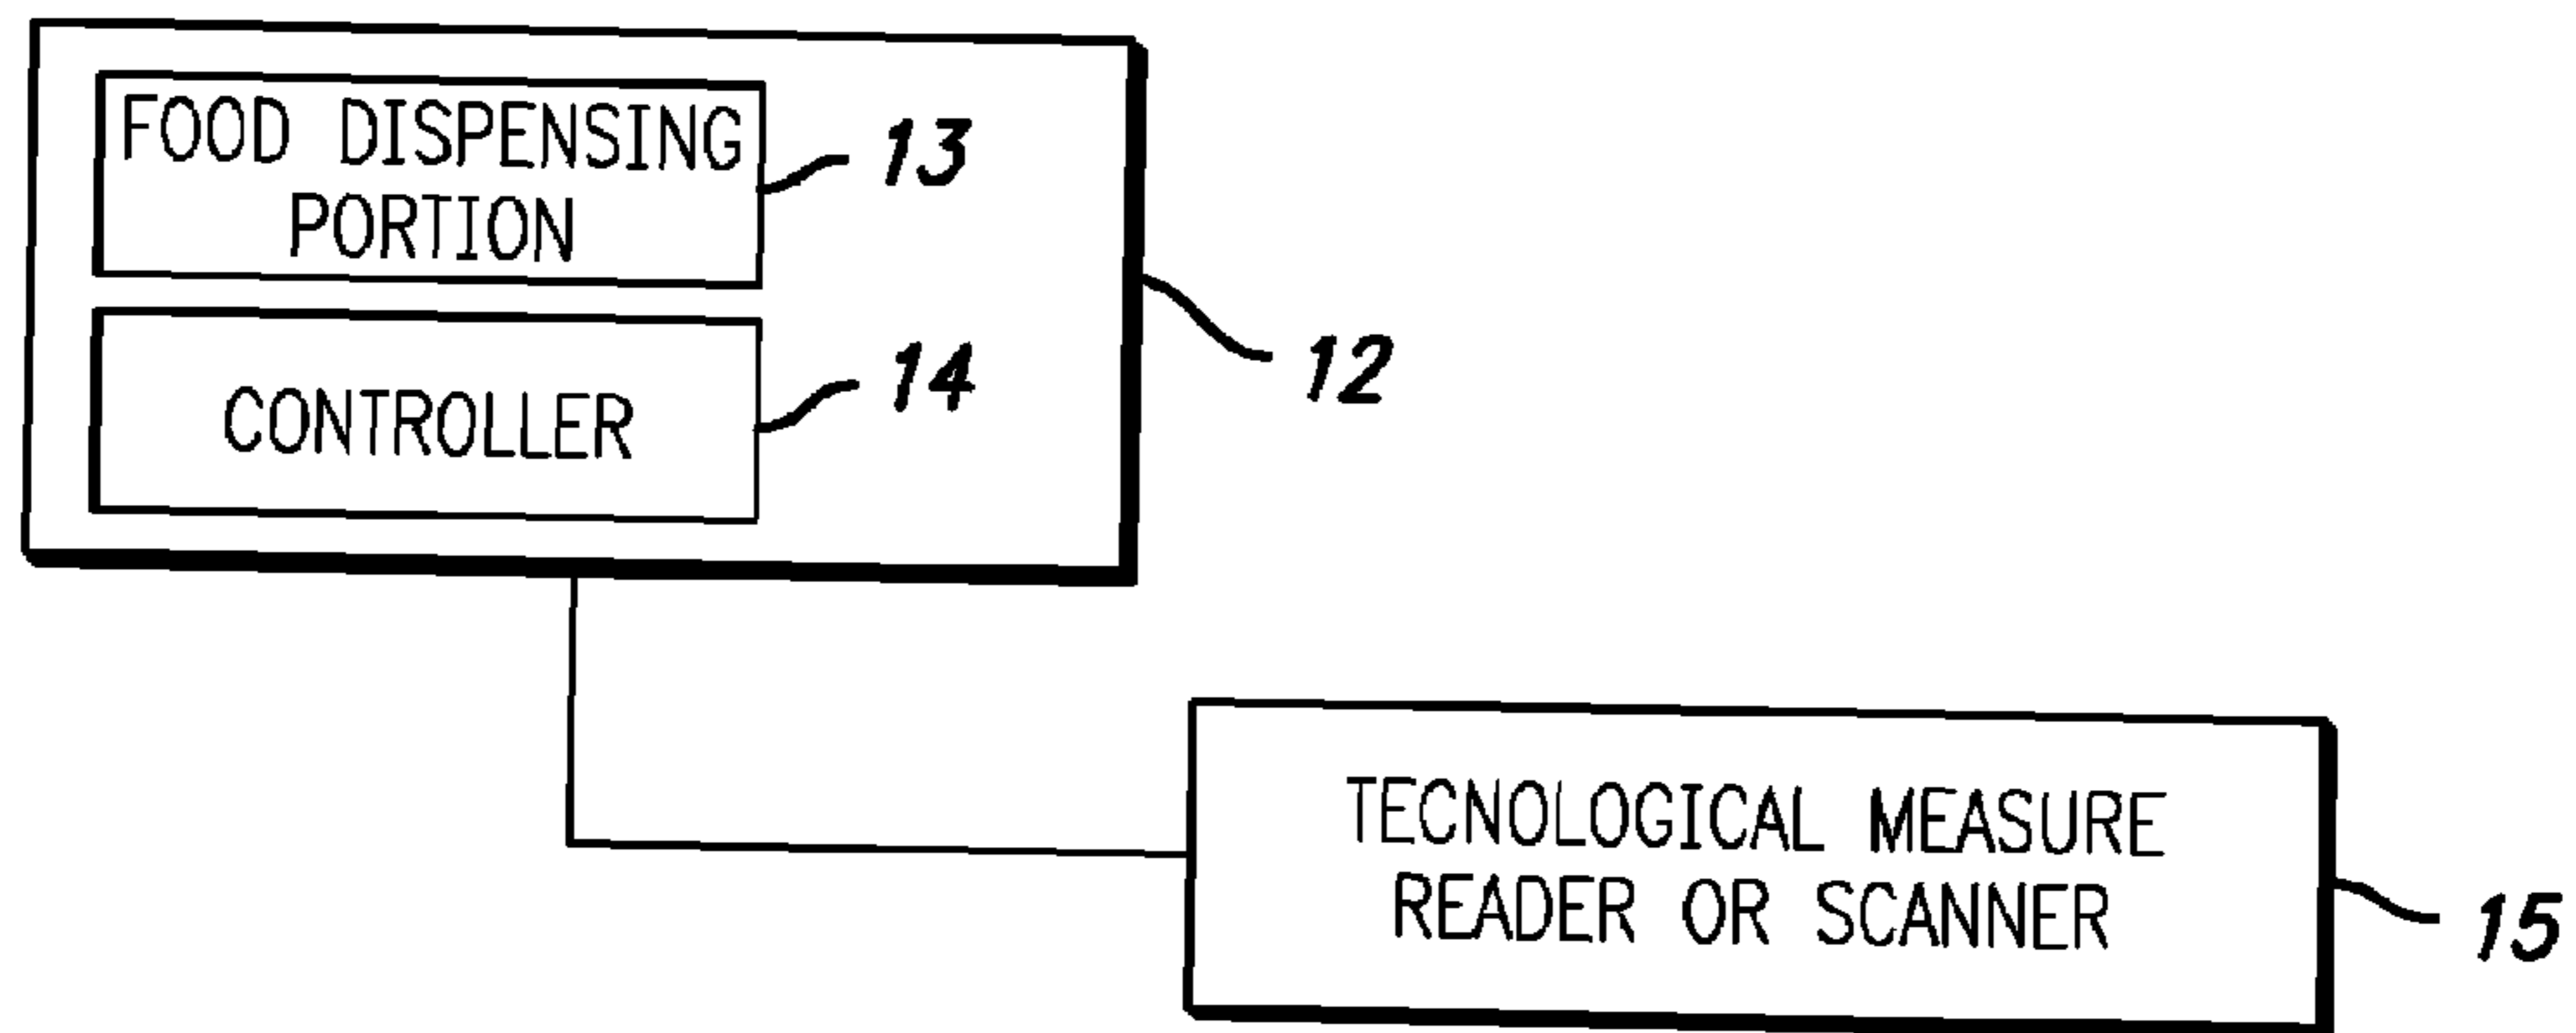 FOOD DISPENSING
PORTION
13
CONTROLLER
14
12
TECNOLOGICAL MEASURE
READER OR SCANNER
15